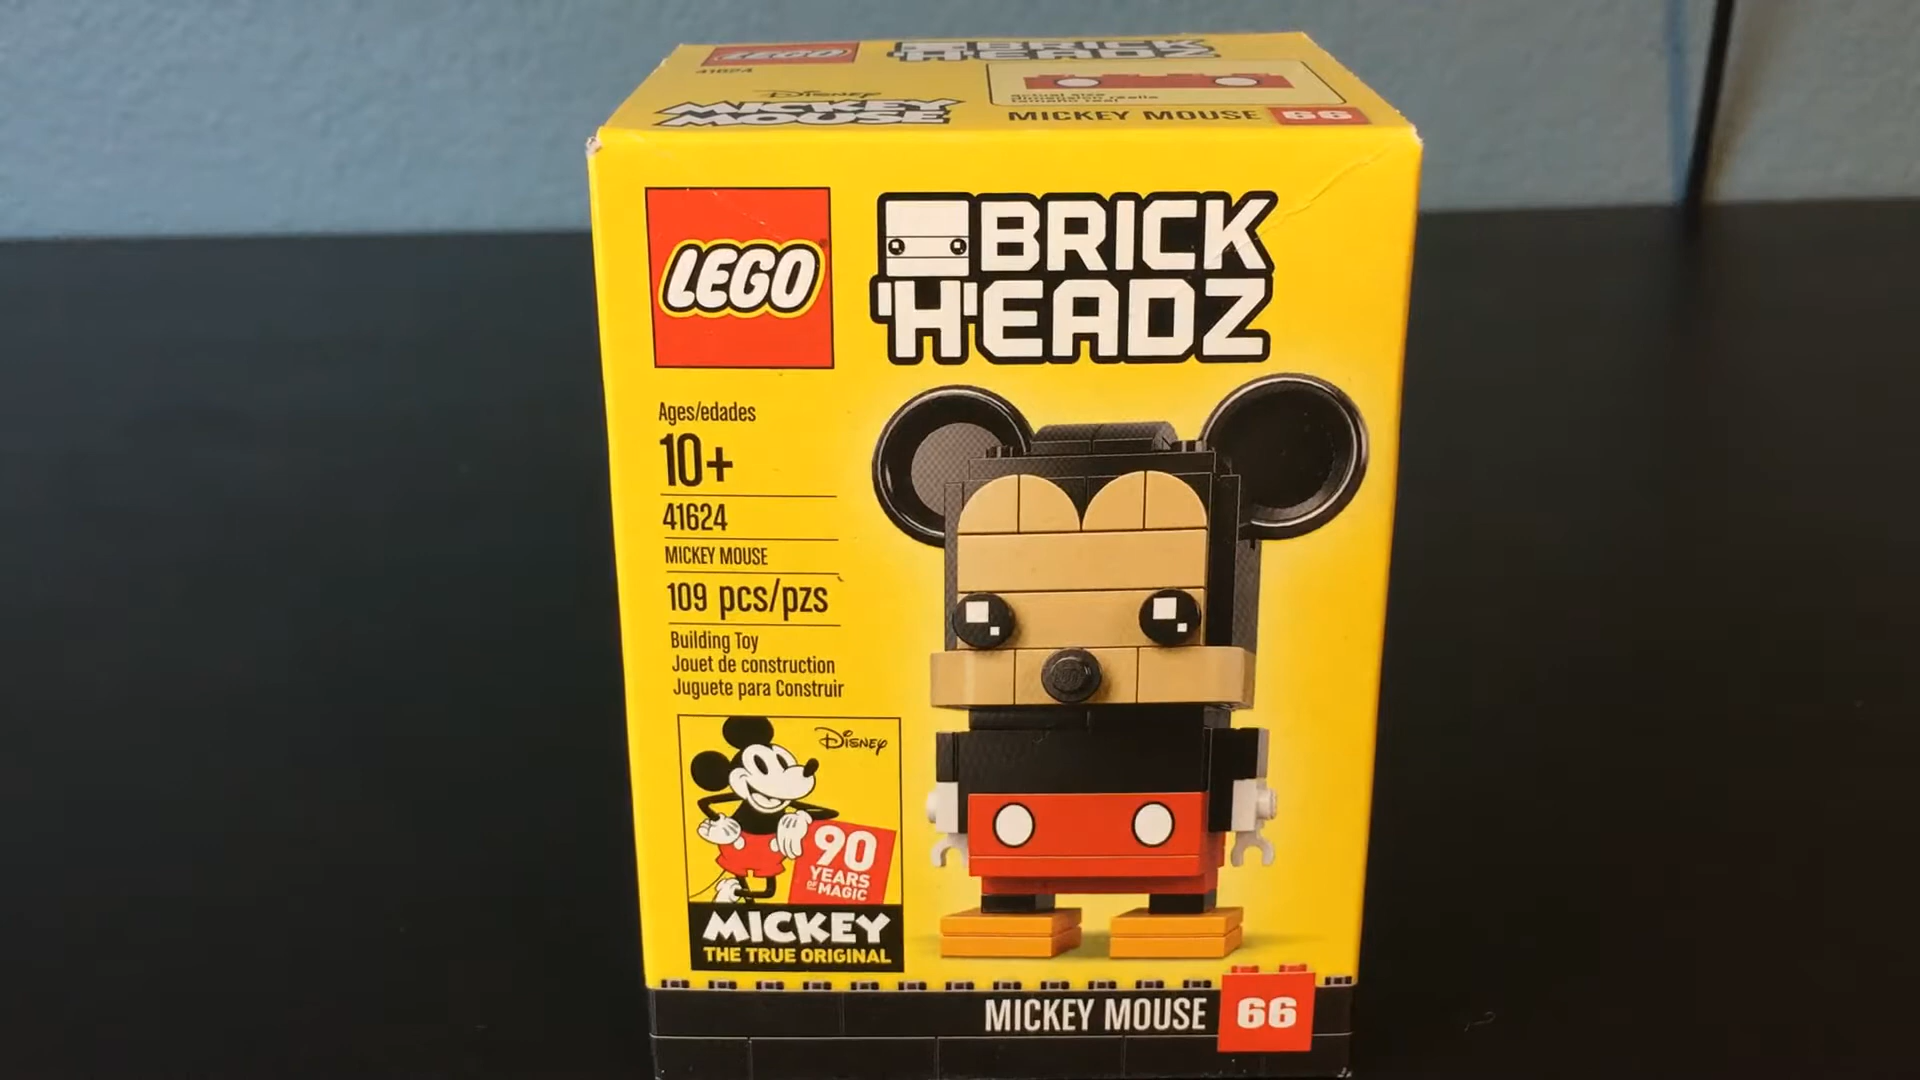 LEGO
BRICK
'HEADZ
41624
Disney
MICKEY
MOUSE
MICKEY MOUSE
66
LEGO
BRICK
'HEADZ
Ages/edades
10+
41624
MICKEY MOUSE
109 pcs/pzs
Building Toy
Jouet de construction
Juguete para Construir
Disney
90
YEARS
OF MAGIC
MICKEY
THE TRUE ORIGINAL
MICKEY MOUSE
66